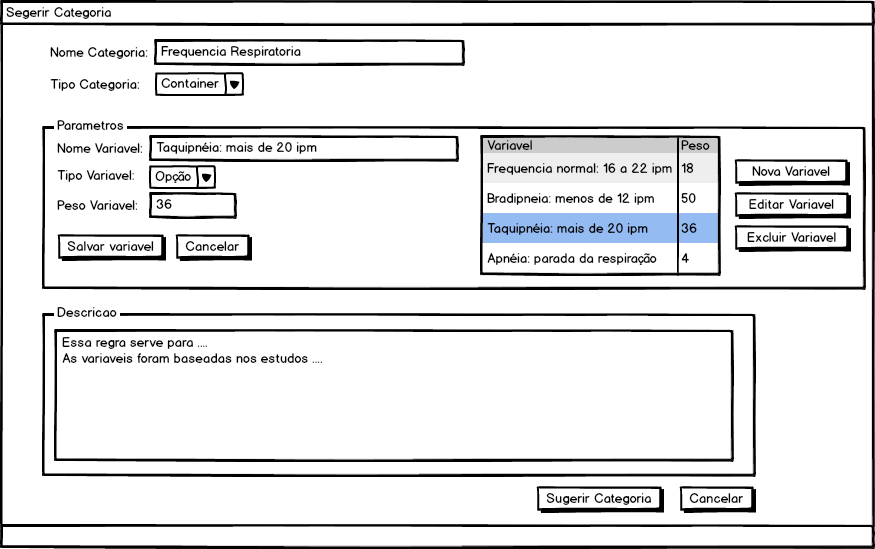 Segerir Categoria
Nome Categoria: Frequencia Respiratoria
Tipo Categoria: Container
Parametros
Nome Variavel: Taquipnéia: mais de 20 ipm
Tipo Variavel: Opção
Peso Variavel: 36
Salvar variavel Cancelar
Variavel Peso
Frequencia normal: 16 a 22 ipm 18
Bradipneia: menos de 12 ipm 50
Taquipnéia: mais de 20 ipm 36
Apnéia: parada da respiração 4
Nova Variavel
Editar Variavel
Excluir Variavel
Descricao
Essa regra serve para ....
As variaveis foram baseadas nos estudos ....
Sugerir Categoria Cancelar